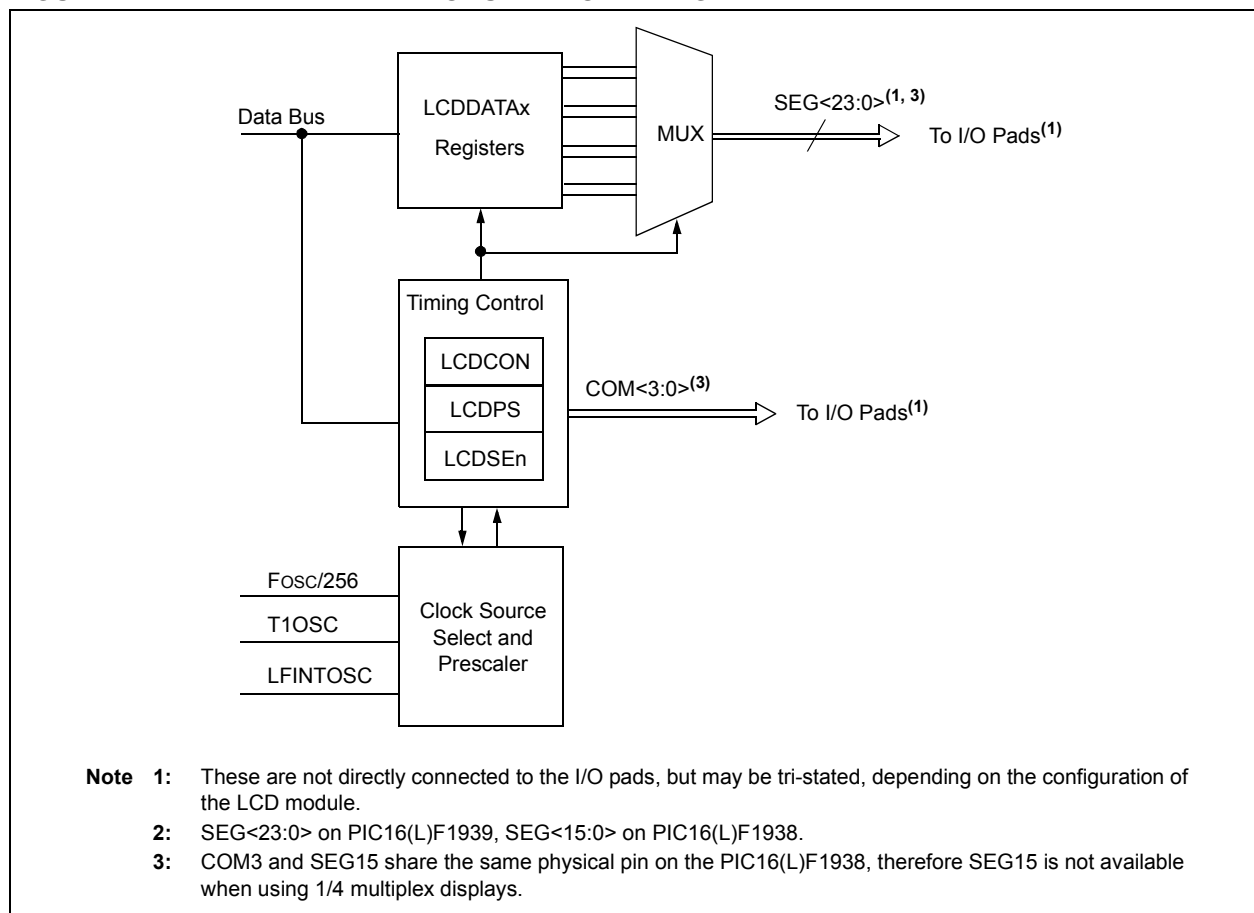 Data Bus
LCDDATAx
Registers
MUX
SEG<23:0>(1, 3)
To I/O Pads(1)
Timing Control
LCDCON
LCDPS
LCDSEn
COM<3:0>(3)
To I/O Pads(1)
FOSC/256
T1OSC
LFINTOSC
Clock Source
Select and
Prescaler
Note 1: These are not directly connected to the I/O pads, but may be tri-stated, depending on the configuration of
the LCD module.
2: SEG<23:0> on PIC16(L)F1939, SEG<15:0> on PIC16(L)F1938.
3: COM3 and SEG15 share the same physical pin on the PIC16(L)F1938, therefore SEG15 is not available
when using 1/4 multiplex displays.